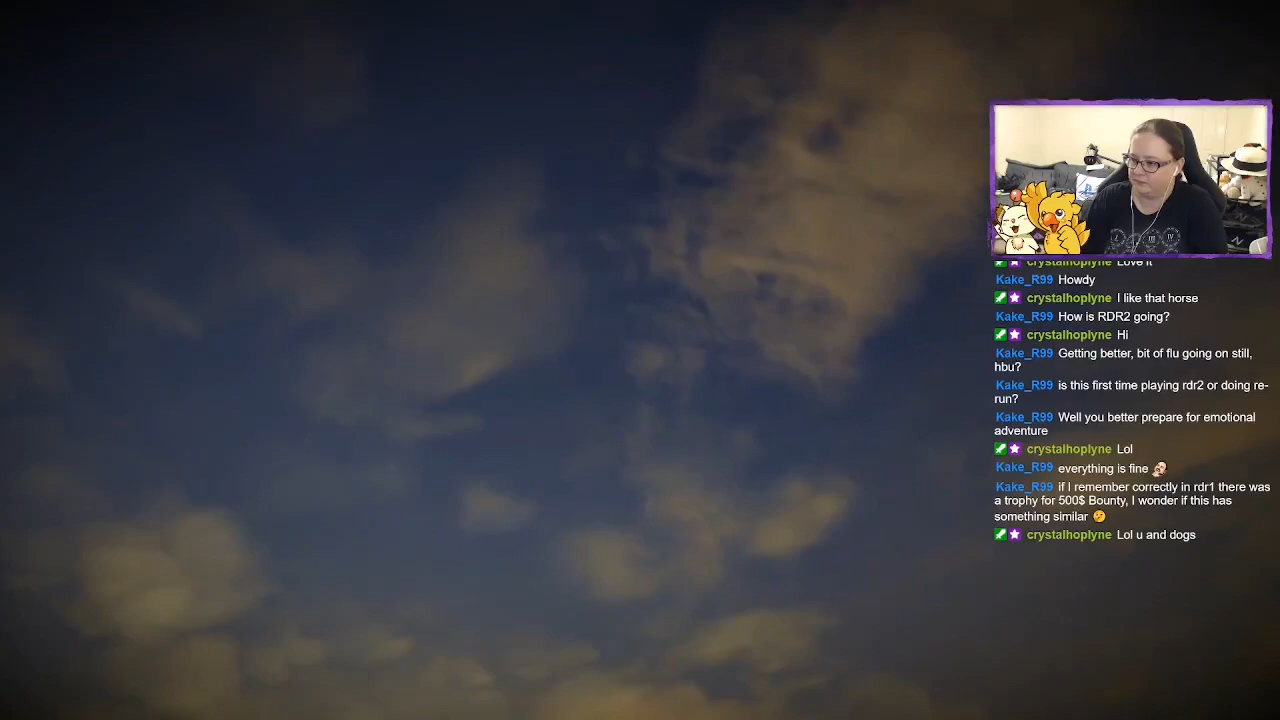 crystalhoplyne Love it
Kake_R99 Howdy
crystalhoplyne I like that horse
Kake_R99 How is RDR2 going?
crystalhoplyne Hi
Kake_R99 Getting better, bit of flu going on still,
hbu?
Kake_R99 is this first time playing rdr2 or doing re-
run?
Kake_R99 Well you better prepare for emotional
adventure
crystalhoplyne Lol
Kake_R99 everything is fine
Kake_R99 if I remember correctly in rdr1 there was
a trophy for 500$ Bounty, I wonder if this has
something similar 🤔
crystalhoplyne Lol u and dogs